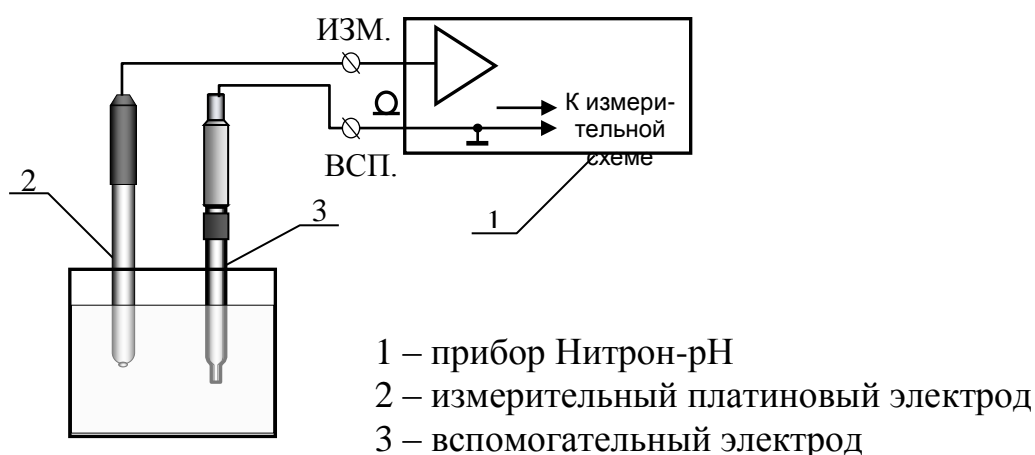 ИЗМ.
К измери-
тельной
схеме
ВСП.
2
3
1
1 – прибор Нитрон-pH
2 – измерительный платиновый электрод
3 – вспомогательный электрод